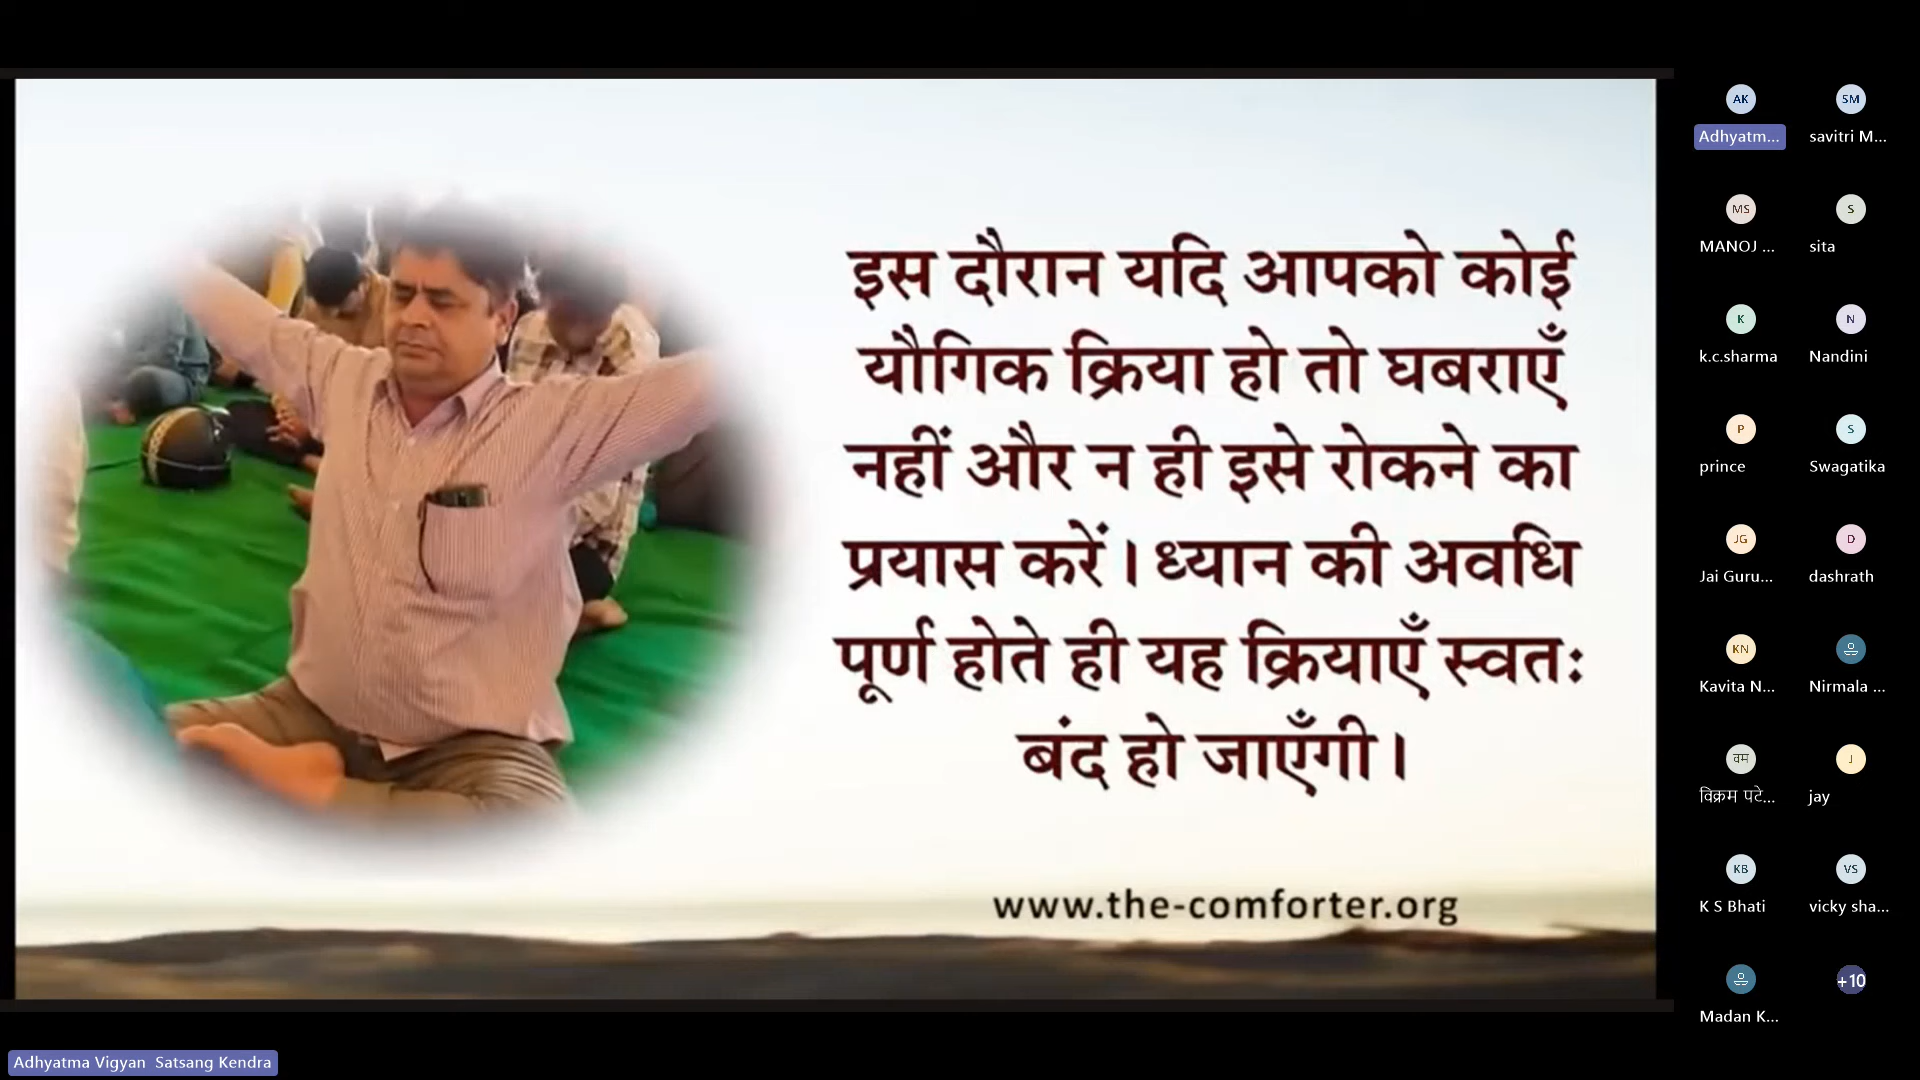 इस दौरान यदि आपको कोई
यौगिक क्रिया हो तो घबराएँ
नहीं और न ही इसे रोकने का
प्रयास करें। ध्यान की अवधि
पूर्ण होते ही यह क्रियाएँ स्वतः
बंद हो जाएँगी।
www.the-comforter.org
AK
SM
Adhyatm...
savitri M...
MS
S
MANOJ ...
sita
K
N
k.c.sharma
Nandini
P
S
prince
Swagatika
JG
D
Jai Guru...
dashrath
KN
Kavita N...
Nirmala ...
वम
J
विक्रम पटे...
jay
KB
VS
K S Bhati
vicky sha...
+10
Madan K...
Adhyatma Vigyan Satsang Kendra